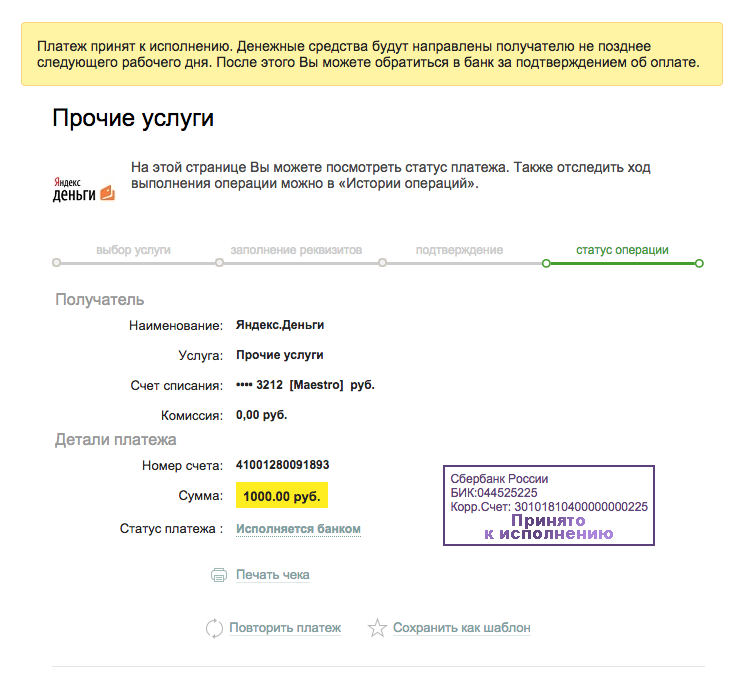 Платеж принят к исполнению. Денежные средства будут направлены получателю не позднее
следующего рабочего дня. После этого Вы можете обратиться в банк за подтверждением об оплате.
Прочие услуги
Яндекс
деньги
На этой странице Вы можете посмотреть статус платежа. Также отследить ход
выполнения операции можно в «Истории операций».
выбор услуги заполнение реквизитов подтверждение статус операции
Получатель
Наименование: Яндекс.Деньги
Услуга: Прочие услуги
Счет списания: •••• 3212 [Maestro] руб.
Комиссия: 0,00 руб.
Детали платежа
Номер счета: 41001280091893
Сумма: 1000.00 руб.
Статус платежа : Исполняется банком
Сбербанк России
БИК:044525225
Корр.Счет: 30101810400000000225
Принято
к исполнению
Печать чека
Повторить платеж Сохранить как шаблон